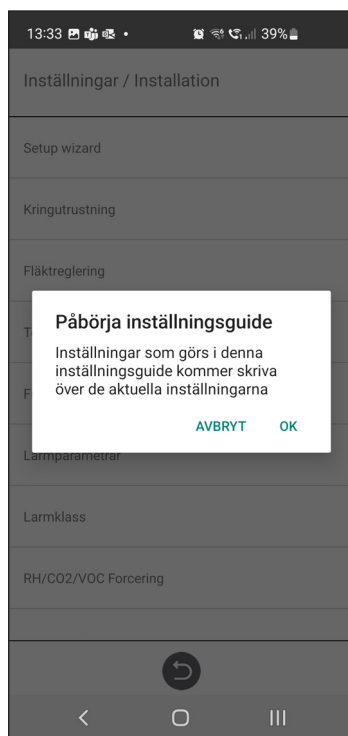 13:33 39%
Inställningar / Installation
Setup wizard
Kringutrustning
Fläktreglering
Påbörja inställningsguide
Inställningar som görs i denna
inställningsguide kommer skriva
över de aktuella inställningarna
AVBRYT OK
Larmparametrar
Larmklass
RH/CO2/VOC Forcering